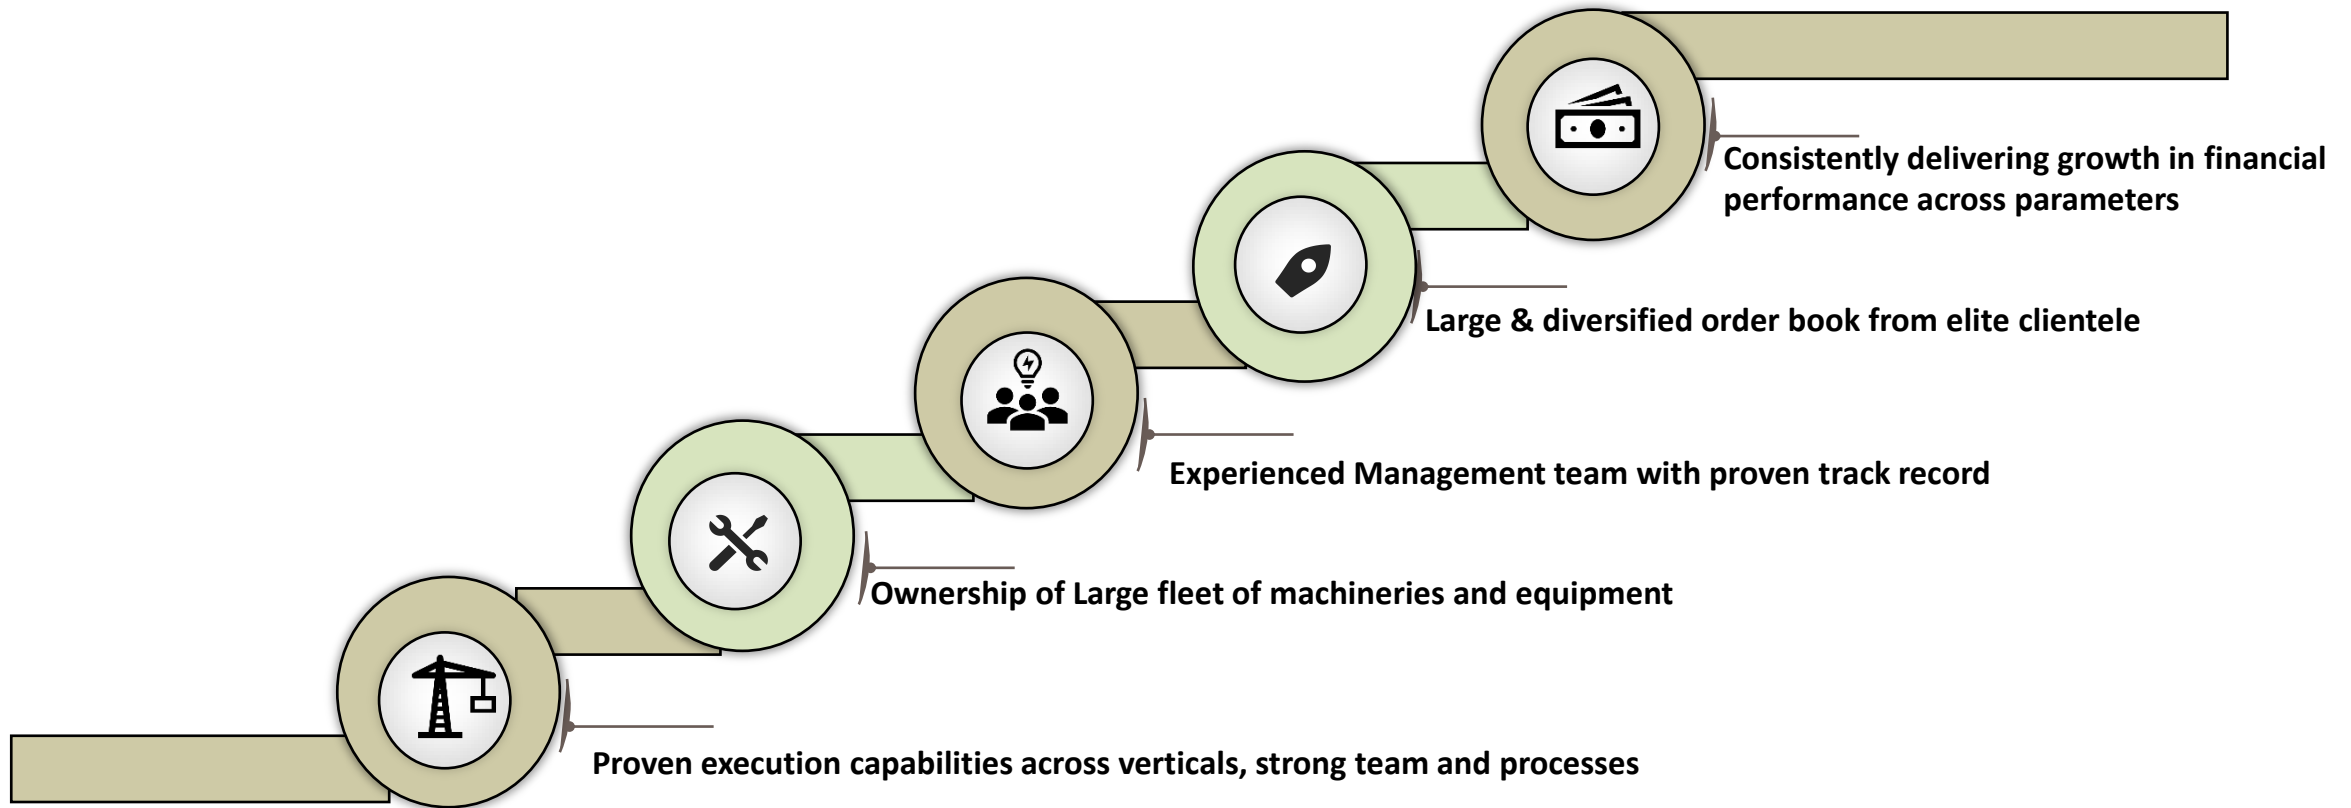 Consistently delivering growth in financial
performance across parameters
Large & diversified order book from elite clientele
Experienced Management team with proven track record
Ownership of Large fleet of machineries and equipment
Proven execution capabilities across verticals, strong team and processes